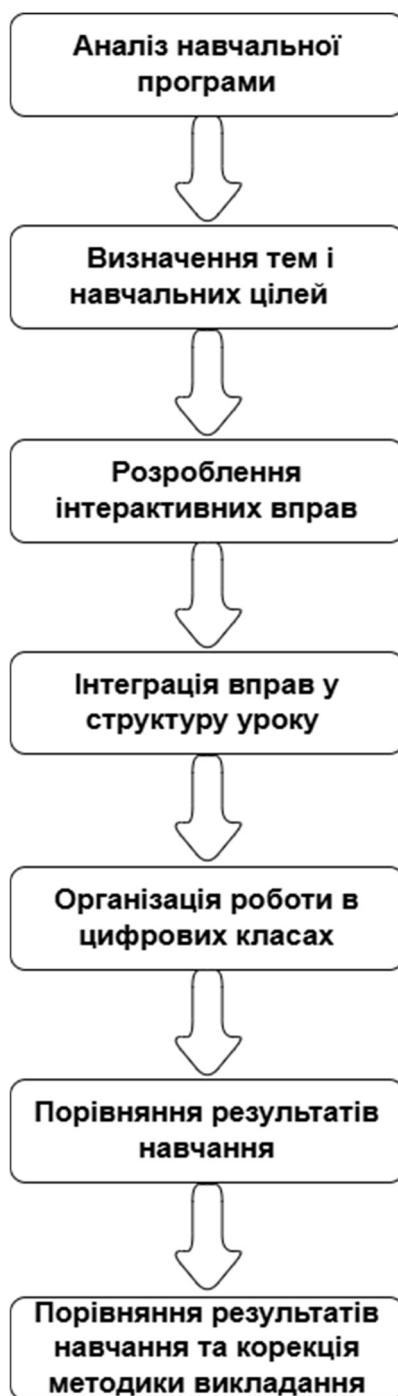 Аналіз навчальної
програми
Визначення тем і
навчальних цілей
Розроблення
інтерактивних вправ
Інтеграція вправ у
структуру уроку
Організація роботи в
цифрових класах
Порівняння результатів
навчання
Порівняння результатів
навчання та корекція
методики викладання